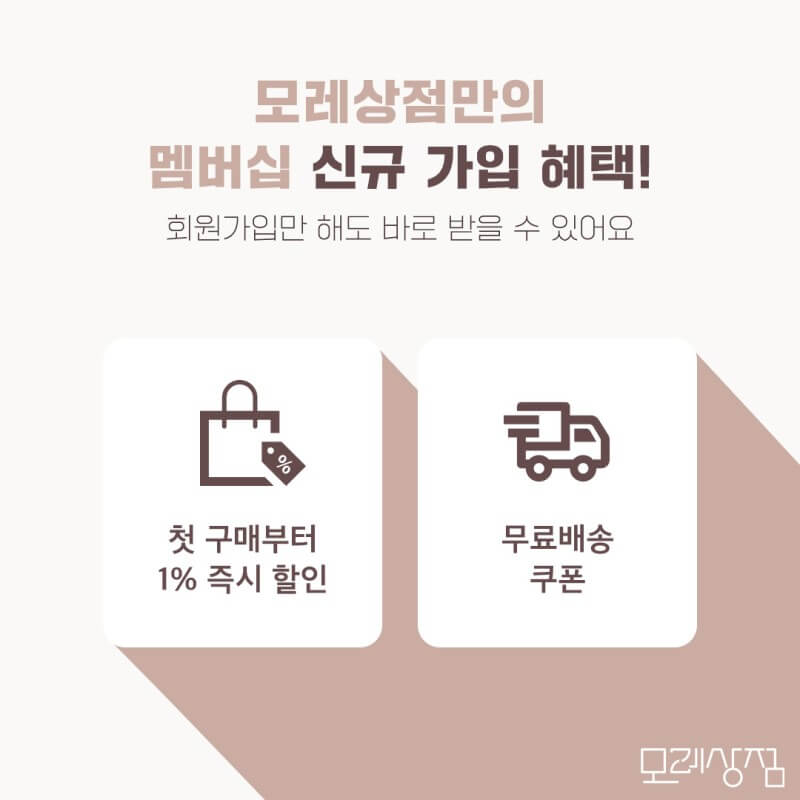 모레상점만의
멤버십 신규 가입 혜택!
회원가입만 해도 바로 받을 수 있어요
%
첫 구매부터
1% 즉시 할인
무료배송
쿠폰
모레상점